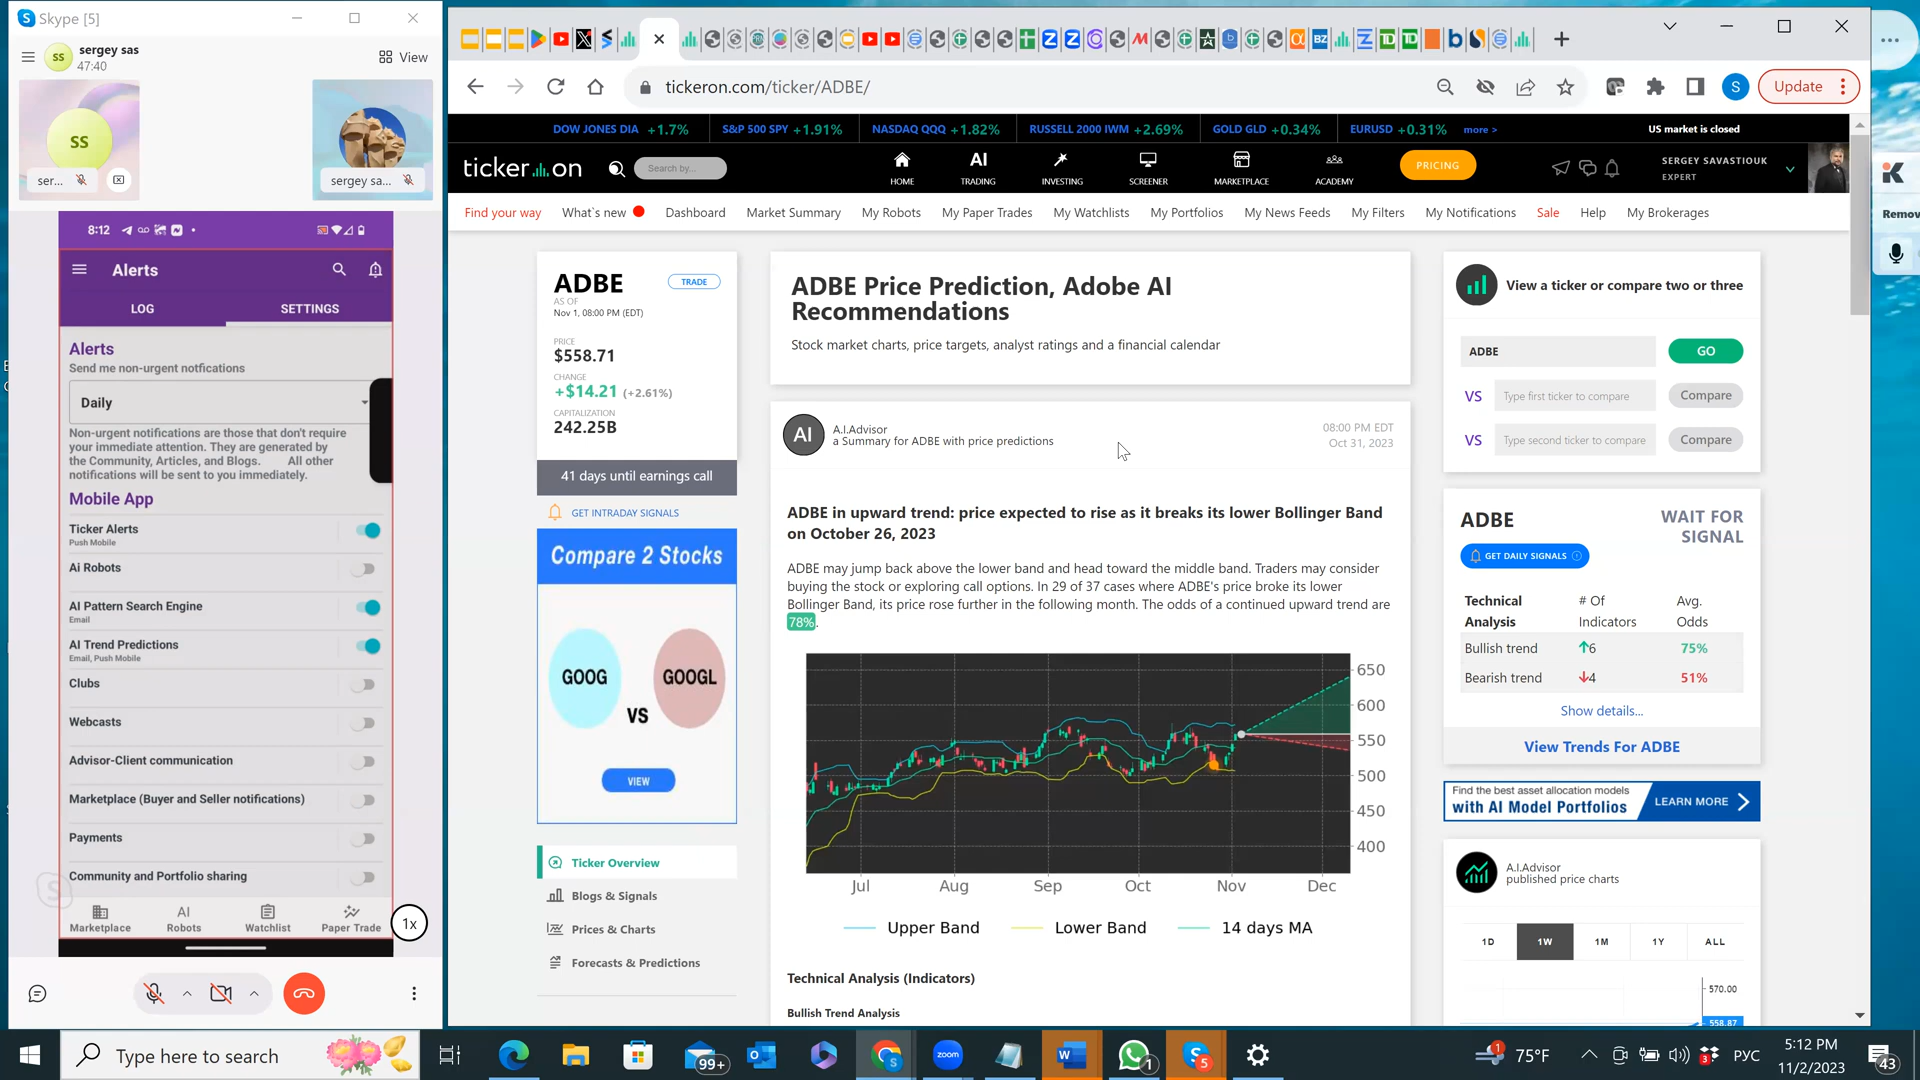 Skype [5]
SS
sergey sas
47:40
View
SS
ser...
sergey sa...
8:12
Alerts
LOG
SETTINGS
Alerts
Send me non-urgent notfications
Daily
Non-urgent notifications are those that don't require
your immediate attention. They are generated by
the Community, Articles, and Blogs. All other
notifications will be sent to you immediately.
Mobile App
Ticker Alerts
Push Mobile
Ai Robots
AI Pattern Search Engine
Email
AI Trend Predictions
Email, Push Mobile
Clubs
Webcasts
Advisor-Client communication
Marketplace (Buyer and Seller notifications)
Payments
Community and Portfolio sharing
Marketplace
AI
Robots
Watchlist
Paper Trade
1x
tickeron.com/ticker/ADBE/
S
Update
DOW JONES DIA +1.7%
S&P 500 SPY +1.91%
NASDAQ QQQ +1.82%
RUSSELL 2000 IWM +2.69%
GOLD GLD +0.34%
EURUSD +0.31%
more >
US market is closed
tickeron
Search by...
HOME
AI
TRADING
INVESTING
SCREENER
MARKETPLACE
ACADEMY
PRICING
SERGEY SAVASTIOUK
EXPERT
Find your way
What`s new
Dashboard
Market Summary
My Robots
My Paper Trades
My Watchlists
My Portfolios
My News Feeds
My Filters
My Notifications
Sale
Help
My Brokerages
ADBE
TRADE
AS OF
Nov 1, 08:00 PM (EDT)
PRICE
$558.71
CHANGE
+$14.21 (+2.61%)
CAPITALIZATION
242.25B
41 days until earnings call
GET INTRADAY SIGNALS
Compare 2 Stocks
GOOG
VS
GOOGL
VIEW
Ticker Overview
Blogs & Signals
Prices & Charts
Forecasts & Predictions
ADBE Price Prediction, Adobe AI
Recommendations
Stock market charts, price targets, analyst ratings and a financial calendar
AI
A.I.Advisor
a Summary for ADBE with price predictions
08:00 PM EDT
Oct 31, 2023
ADBE in upward trend: price expected to rise as it breaks its lower Bollinger Band
on October 26, 2023
ADBE may jump back above the lower band and head toward the middle band. Traders may consider
buying the stock or exploring call options. In 29 of 37 cases where ADBE's price broke its lower
Bollinger Band, its price rose further in the following month. The odds of a continued upward trend are
78%.
650
600
550
500
450
400
Jul
Aug
Sep
Oct
Nov
Dec
Upper Band
Lower Band
14 days MA
Technical Analysis (Indicators)
Bullish Trend Analysis
View a ticker or compare two or three
ADBE
GO
VS
Type first ticker to compare
Compare
VS
Type second ticker to compare
Compare
ADBE
WAIT FOR
SIGNAL
GET DAILY SIGNALS
Technical
Analysis
# Of
Indicators
Avg.
Odds
Bullish trend
6
75%
Bearish trend
4
51%
Show details...
View Trends For ADBE
Find the best asset allocation models
with AI Model Portfolios
LEARN MORE
A.I.Advisor
published price charts
1D
1W
1M
1Y
ALL
570.00
558.87
Remov
Type here to search
99+
zoom
1
5
1
75°F
3
РУС
5:12 PM
11/2/2023
43